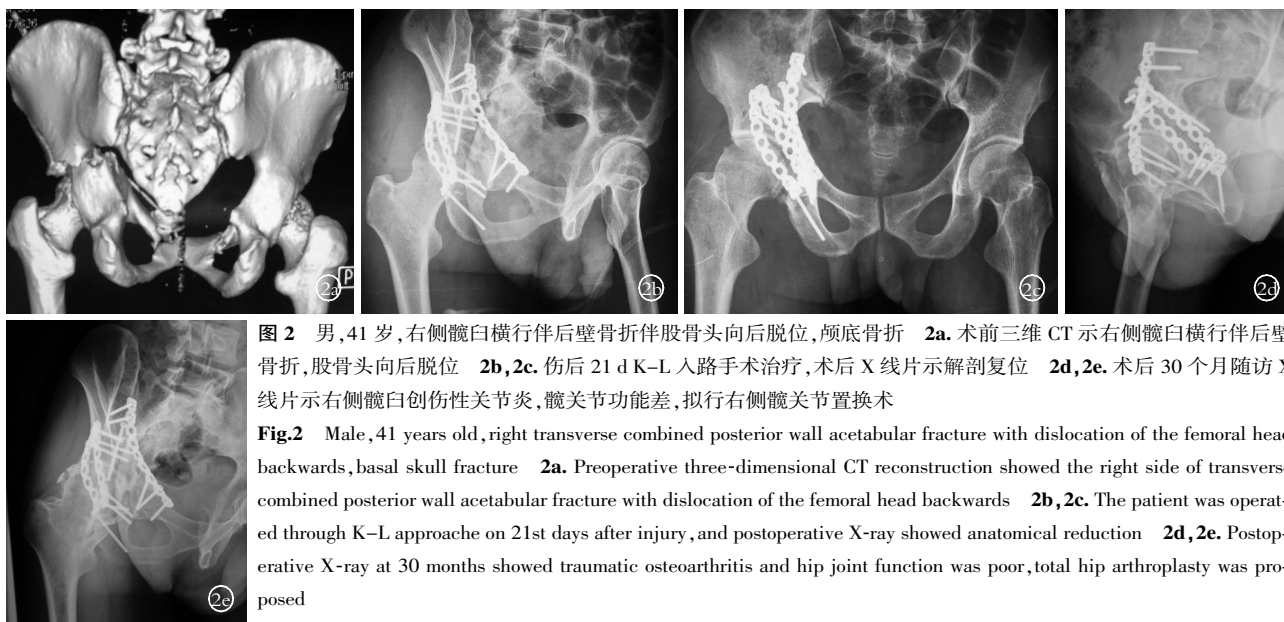 77826
2a
2b
2c
2d
2e
图 2 男,41 岁,右侧髋臼横行伴后壁骨折伴股骨头向后脱位,颅底骨折 2a. 术前三维 CT 示右侧髋臼横行伴后壁
骨折,股骨头向后脱位 2b,2c. 伤后 21 d K-L 入路手术治疗,术后 X 线片示解剖复位 2d,2e. 术后 30 个月随访 X
线片示右侧髋臼创伤性关节炎,髋关节功能差,拟行右侧髋关节置换术
Fig.2 Male,41 years old,right transverse combined posterior wall acetabular fracture with dislocation of the femoral head
backwards,basal skull fracture 2a. Preoperative three-dimensional CT reconstruction showed the right side of transverse
combined posterior wall acetabular fracture with dislocation of the femoral head backwards 2b,2c. The patient was operat-
ed through K-L approache on 21st days after injury,and postoperative X-ray showed anatomical reduction 2d,2e. Postop-
erative X-ray at 30 months showed traumatic osteoarthritis and hip joint function was poor,total hip arthroplasty was pro-
posed